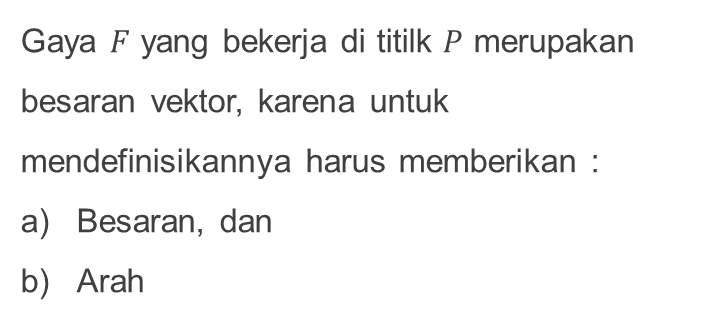 Gaya F yang bekerja di titilk P merupakan
besaran vektor, karena untuk
mendefinisikannya harus memberikan :
a) Besaran, dan
b) Arah